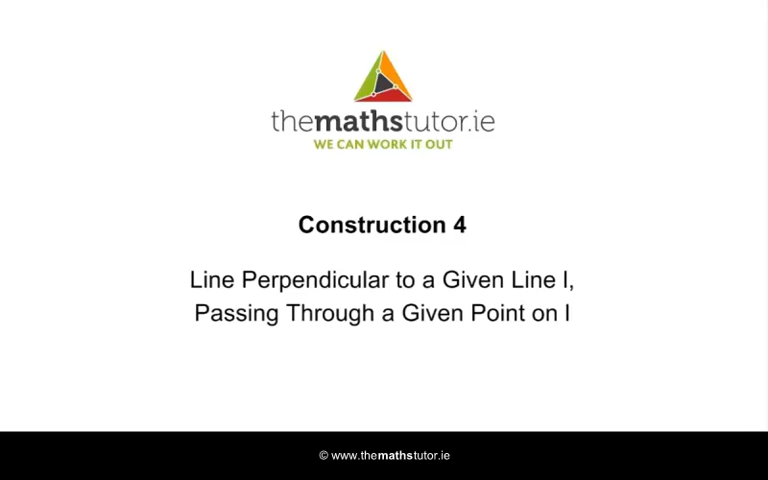 themathstutor.ie
WE CAN WORK IT OUT
Construction 4
Line Perpendicular to a Given Line l,
Passing Through a Given Point on l
© www.themathstutor.ie